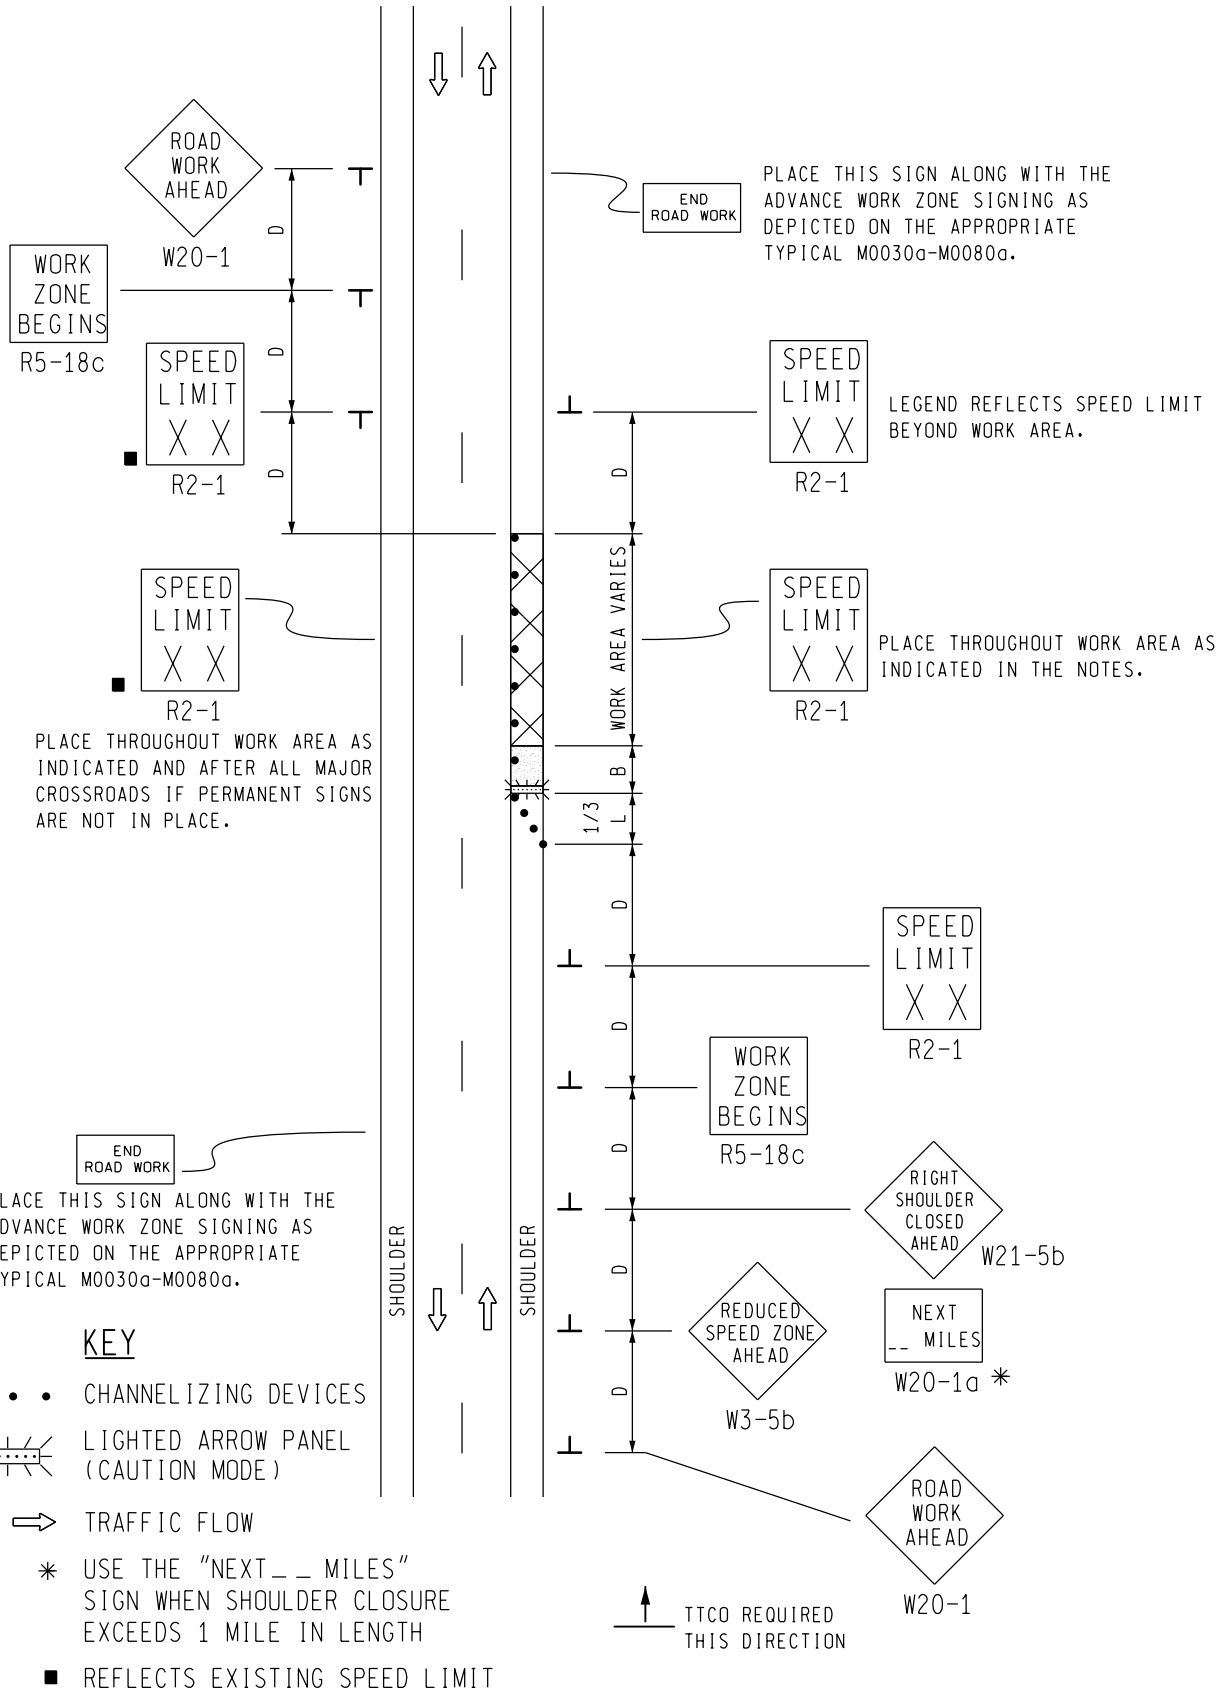 ROAD
WORK
AHEAD
W20-1
D
WORK
ZONE
BEGINS
R5-18c
D
SPEED
LIMIT
X X
R2-1
D
END
ROAD WORK
PLACE THIS SIGN ALONG WITH THE
ADVANCE WORK ZONE SIGNING AS
DEPICTED ON THE APPROPRIATE
TYPICAL M0030a-M0080a.
SPEED
LIMIT
X X
R2-1
LEGEND REFLECTS SPEED LIMIT
BEYOND WORK AREA.
D
SPEED
LIMIT
X X
R2-1
PLACE THROUGHOUT WORK AREA AS
INDICATED AND AFTER ALL MAJOR
CROSSROADS IF PERMANENT SIGNS
ARE NOT IN PLACE.
WORK AREA VARIES
SPEED
LIMIT
X X
R2-1
PLACE THROUGHOUT WORK AREA AS
INDICATED IN THE NOTES.
B
1/3
L
D
SPEED
LIMIT
X X
R2-1
D
WORK
ZONE
BEGINS
R5-18c
D
RIGHT
SHOULDER
CLOSED
AHEAD
W21-5b
NEXT
__ MILES
W20-1a *
D
REDUCED
SPEED ZONE
AHEAD
W3-5b
D
ROAD
WORK
AHEAD
W20-1
END
ROAD WORK
LACE THIS SIGN ALONG WITH THE
DVANCE WORK ZONE SIGNING AS
EPICTED ON THE APPROPRIATE
YPICAL M0030a-M0080a.
SHOULDER
SHOULDER
KEY
CHANNELIZING DEVICES
LIGHTED ARROW PANEL
(CAUTION MODE)
TRAFFIC FLOW
* USE THE "NEXT__ MILES"
SIGN WHEN SHOULDER CLOSURE
EXCEEDS 1 MILE IN LENGTH
■ REFLECTS EXISTING SPEED LIMIT
TTCO REQUIRED
THIS DIRECTION